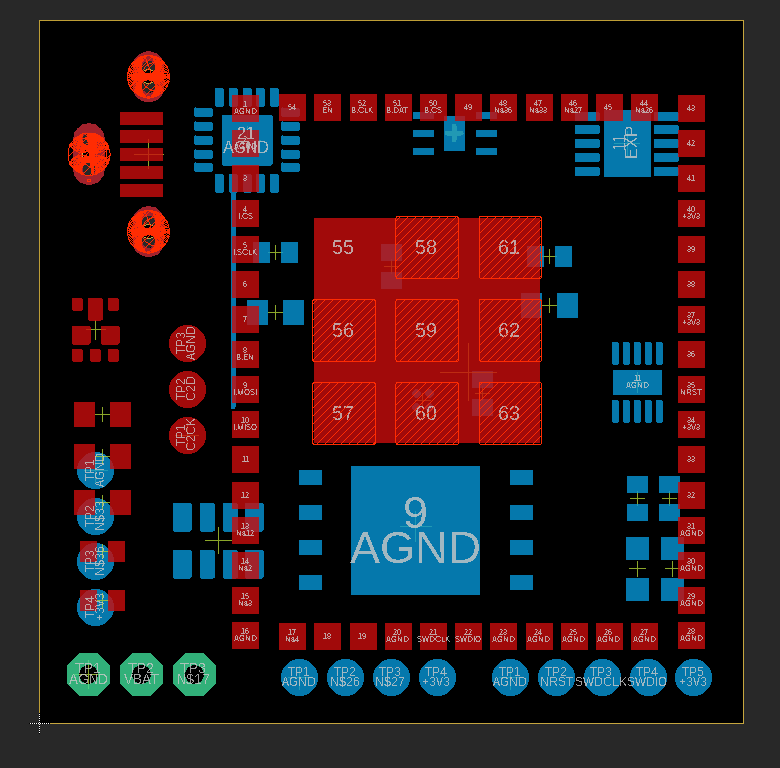 1
AGND
54
53
EN
52
B.CLK
51
B.DAT
50
B.CS
49
48
N$36
47
N$33
46
N$27
45
44
N$26
43
21
AGND
11
EXP
42
3
41
4
I.CS
40
+3V3
I.SCLK
39
55
58
61
6
38
7
37
+3V3
56
59
62
8
B.EN
36
TP3
AGND
9
I.MOSI
11
AGND
35
NRST
TP2
C2D
57
60
63
10
I.MISO
34
+3V3
TP1
C2CK
11
33
TP1
AGND
12
32
TP2
N$33
9
AGND
13
N$12
31
AGND
TP3
14
N$2
30
AGND
TP4
+3V3
15
N$3
29
AGND
16
AGND
17
N$4
18
19
20
AGND
21
SWDCLK
22
SWDIO
23
AGND
24
AGND
25
AGND
26
AGND
27
AGND
28
AGND
TP1
AGND
TP2
VBAT
TP3
N$17
TP1
AGND
TP2
N$26
TP3
N$27
TP4
+3V3
TP1
AGND
TP2
NRST
TP3
SWDCLK
TP4
SWDIO
TP5
+3V3